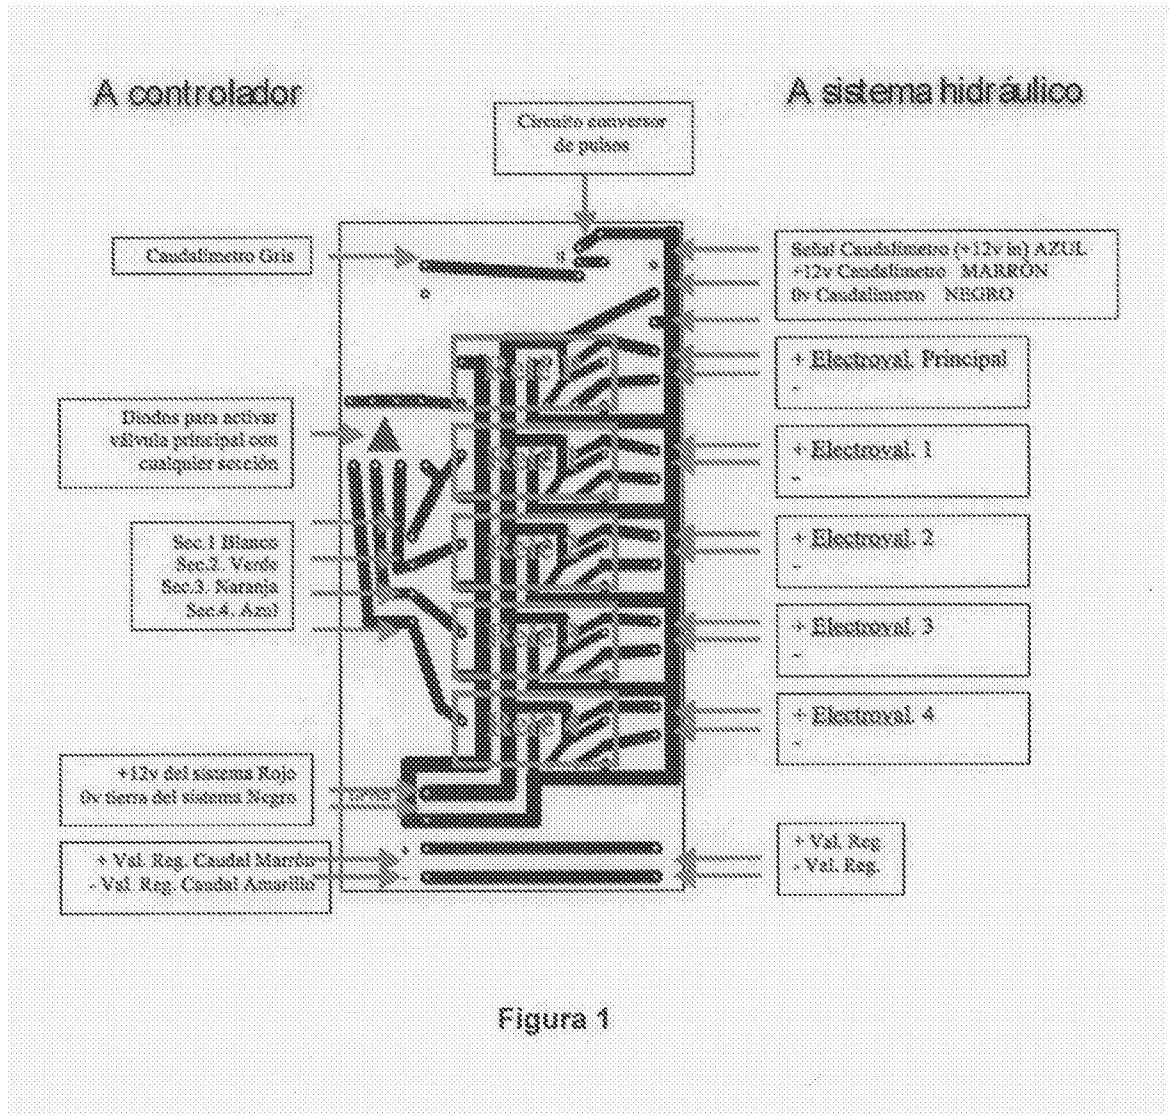 A controlador
A sistema hidráulico
Circuito conversor
de pulsos
Caudalímetro Gris
Señal Caudalímetro (+12v in) AZUL
+12v Caudalímetro MARRÓN
0v Caudalímetro NEGRO
+ Electroval. Principal
-
Diodos para activar
válvula principal con
cualquier sección
+ Electroval. 1
-
Sec.1 Blanco
Sec.2. Verde
Sec.3. Naranja
Sec.4. Azul
+ Electroval. 2
-
+ Electroval. 3
-
+ Electroval. 4
-
+12v del sistema Rojo
0v tierra del sistema Negro
+ Val. Reg. Caudal Marrón
- Val. Reg. Caudal Amarillo
+
-
+ Val. Reg
- Val. Reg.
Figura 1